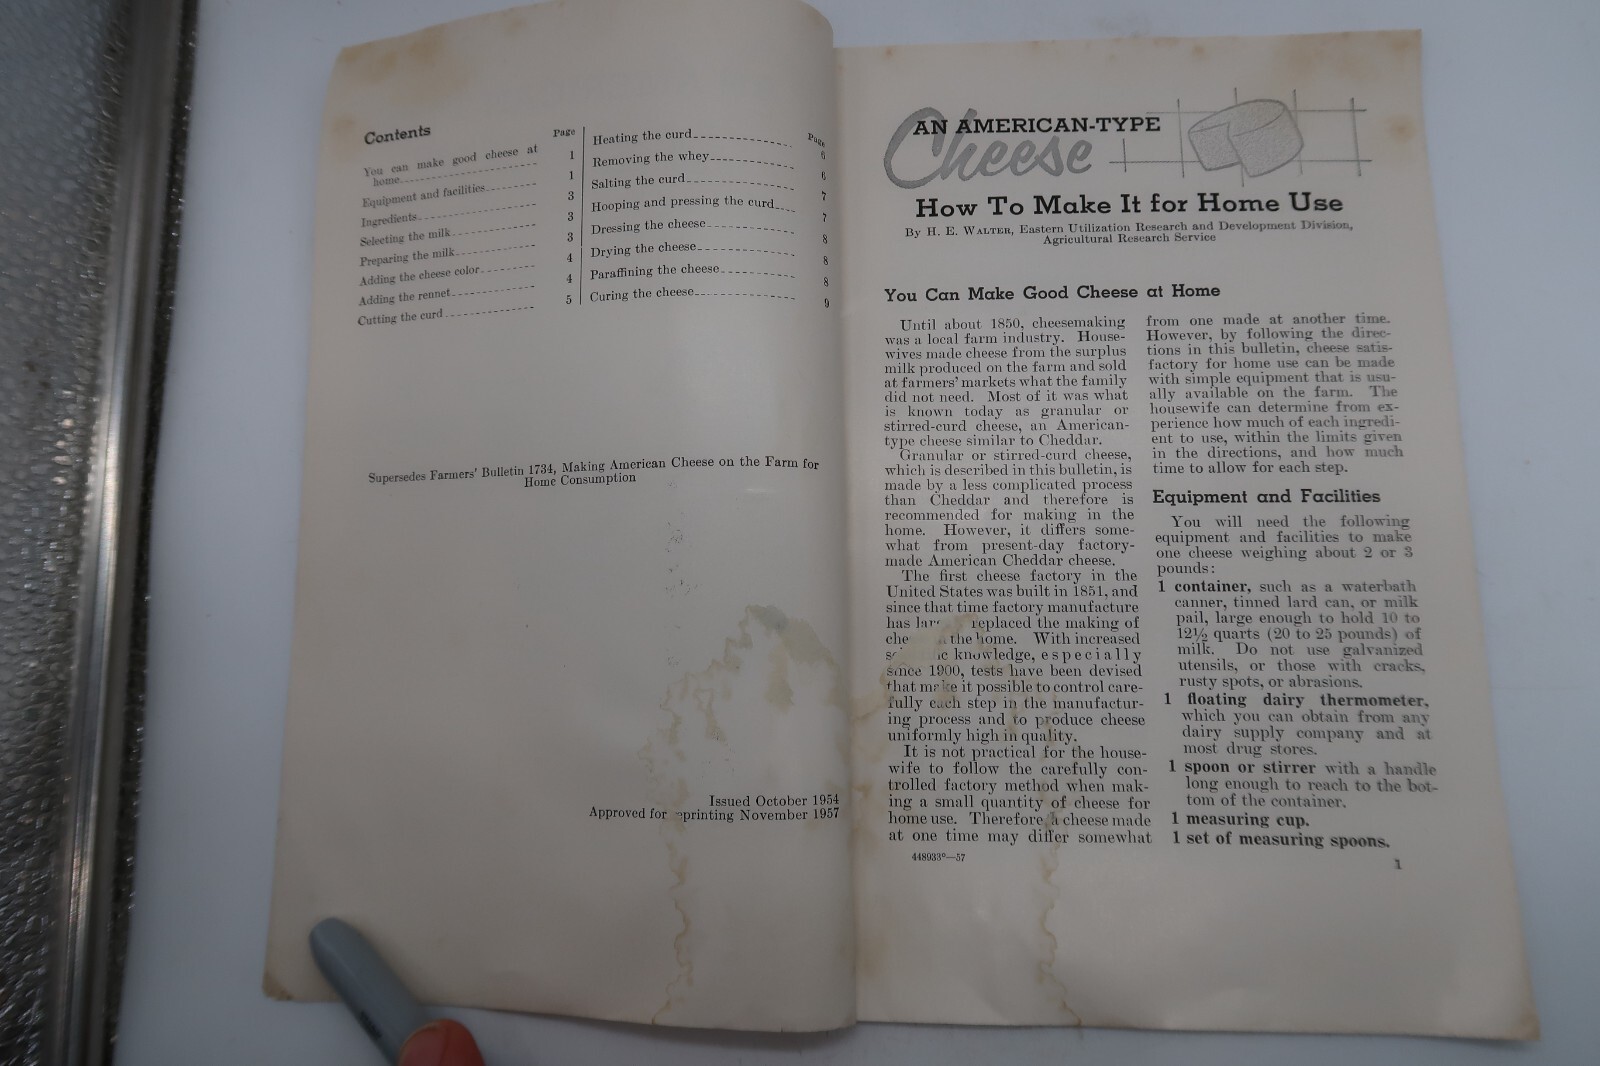 Contents
Page
You can make good cheese at
home 1
Equipment and facilities 1
Ingredients 3
Selecting the milk 3
Preparing the milk 3
Adding the cheese color 4
Adding the rennet 4
Cutting the curd 5
Page
Heating the curd 6
Removing the whey 6
Salting the curd 7
Hooping and pressing the curd 7
Dressing the cheese 8
Drying the cheese 8
Paraffining the cheese 8
Curing the cheese 9
Supersedes Farmers' Bulletin 1734, Making American Cheese on the Farm for
Home Consumption
Issued October 1954
Approved for printing November 1957
AN AMERICAN-TYPE
Cheese
How To Make It for Home Use
By H. E. WALTER, Eastern Utilization Research and Development Division,
Agricultural Research Service
You Can Make Good Cheese at Home
Until about 1850, cheesemaking
was a local farm industry. House-
wives made cheese from the surplus
milk produced on the farm and sold
at farmers' markets what the family
did not need. Most of it was what
is known today as granular or
stirred-curd cheese, an American-
type cheese similar to Cheddar.
Granular or stirred-curd cheese,
which is described in this bulletin, is
made by a less complicated process
than Cheddar and therefore is
recommended for making in the
home. However, it differs some-
what from present-day factory-
made American Cheddar cheese.
The first cheese factory in the
United States was built in 1851, and
since that time factory manufacture
has replaced the making of
the home. With increased
knowledge, especially
since 1900, tests have been devised
that make it possible to control care-
fully each step in the manufactur-
ing process and to produce cheese
uniformly high in quality.
It is not practical for the house-
wife to follow the carefully con-
trolled factory method when mak-
ing a small quantity of cheese for
home use. Therefore, a cheese made
at one time may differ somewhat
448933°—57
from one made at another time.
However, by following the direc-
tions in this bulletin, cheese satis-
factory for home use can be made
with simple equipment that is usu-
ally available on the farm. The
housewife can determine from ex-
perience how much of each ingredi-
ent to use, within the limits given
in the directions, and how much
time to allow for each step.
Equipment and Facilities
You will need the following
equipment and facilities to make
one cheese weighing about 2 or 3
pounds:
1 container, such as a waterbath
canner, tinned lard can, or milk
pail, large enough to hold 10 to
12½ quarts (20 to 25 pounds) of
milk. Do not use galvanized
utensils, or those with cracks,
rusty spots, or abrasions.
1 floating dairy thermometer,
which you can obtain from any
dairy supply company and at
most drug stores.
1 spoon or stirrer with a handle
long enough to reach to the bot-
tom of the container.
1 measuring cup.
1 set of measuring spoons.
1